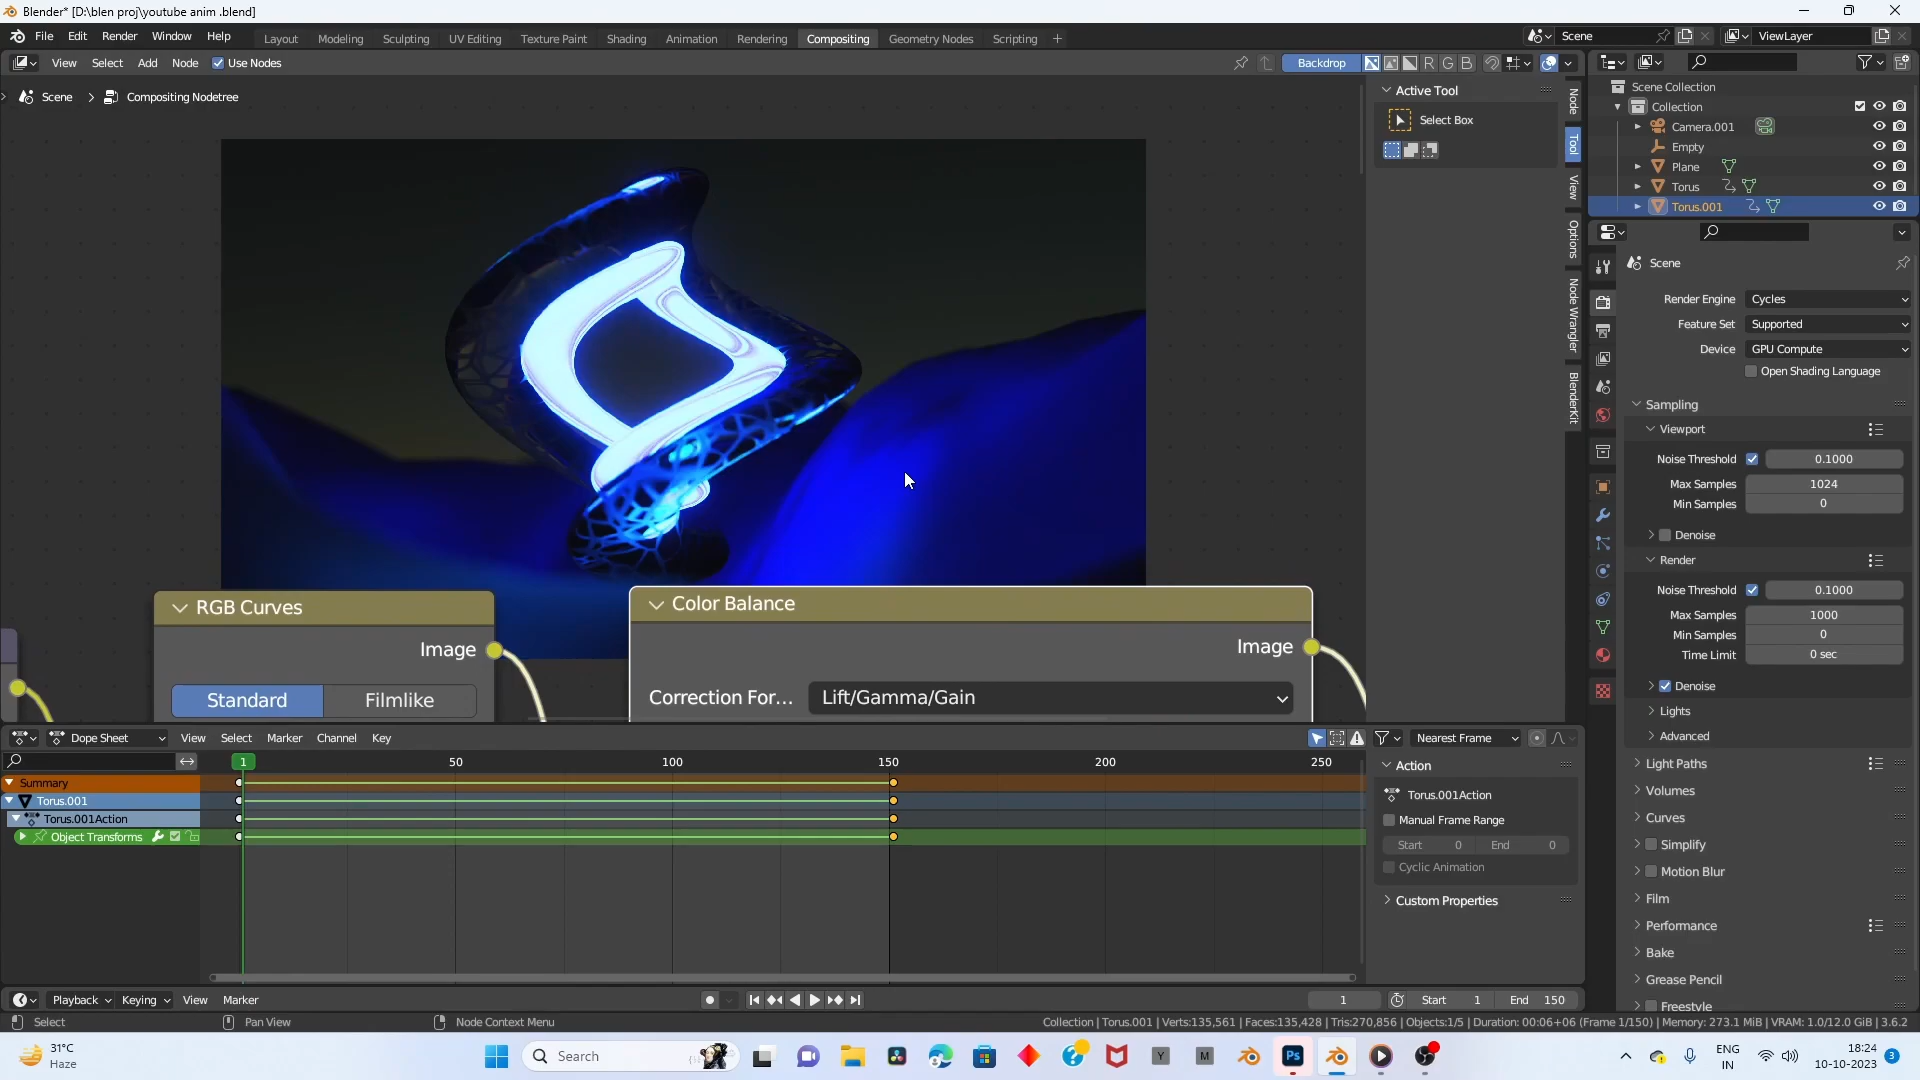 Blender* [D:\blen proj\youtube anim .blend]
File Edit Render Window Help Layout Modeling Sculpting UV Editing Texture Paint Shading Animation Rendering Compositing Geometry Nodes Scripting + Scene ViewLayer
View Select Add Node Use Nodes Backdrop R G B
Scene > Compositing Nodetree
Active Tool
Select Box
Node
Tool
View
Options
Node Wrangler
BlenderKit
Scene Collection
Collection
Camera.001
Empty
Plane
Torus
Torus.001
Scene
Render Engine Cycles
Feature Set Supported
Device GPU Compute
Open Shading Language
Sampling
Viewport
Noise Threshold 0.1000
Max Samples 1024
Min Samples 0
Denoise
Render
Noise Threshold 0.1000
Max Samples 1000
Min Samples 0
Time Limit 0 sec
Denoise
Lights
Advanced
Light Paths
Volumes
Curves
Simplify
Motion Blur
Film
Performance
Bake
Grease Pencil
Freestyle
RGB Curves
Image
Standard Filmlike
Color Balance
Image
Correction For... Lift/Gamma/Gain
Dope Sheet View Select Marker Channel Key Nearest Frame
1 50 100 150 200 250
Summary
Torus.001
Torus.001Action
Object Transforms
Action
Torus.001Action
Manual Frame Range
Start 0 End 0
Cyclic Animation
Custom Properties
Playback Keying View Marker 1 Start 1 End 150
Select Pan View Node Context Menu Collection | Torus.001 | Verts:135,561 | Faces:135,428 | Tris:270,856 | Objects:1/5 | Duration: 00:06+06 (Frame 1/150) | Memory: 273.1 MiB | VRAM: 1.0/12.0 GiB | 3.6.2
31°C
Haze
Search
Y
M
Ps
ENG
IN
18:24
10-10-2023
3